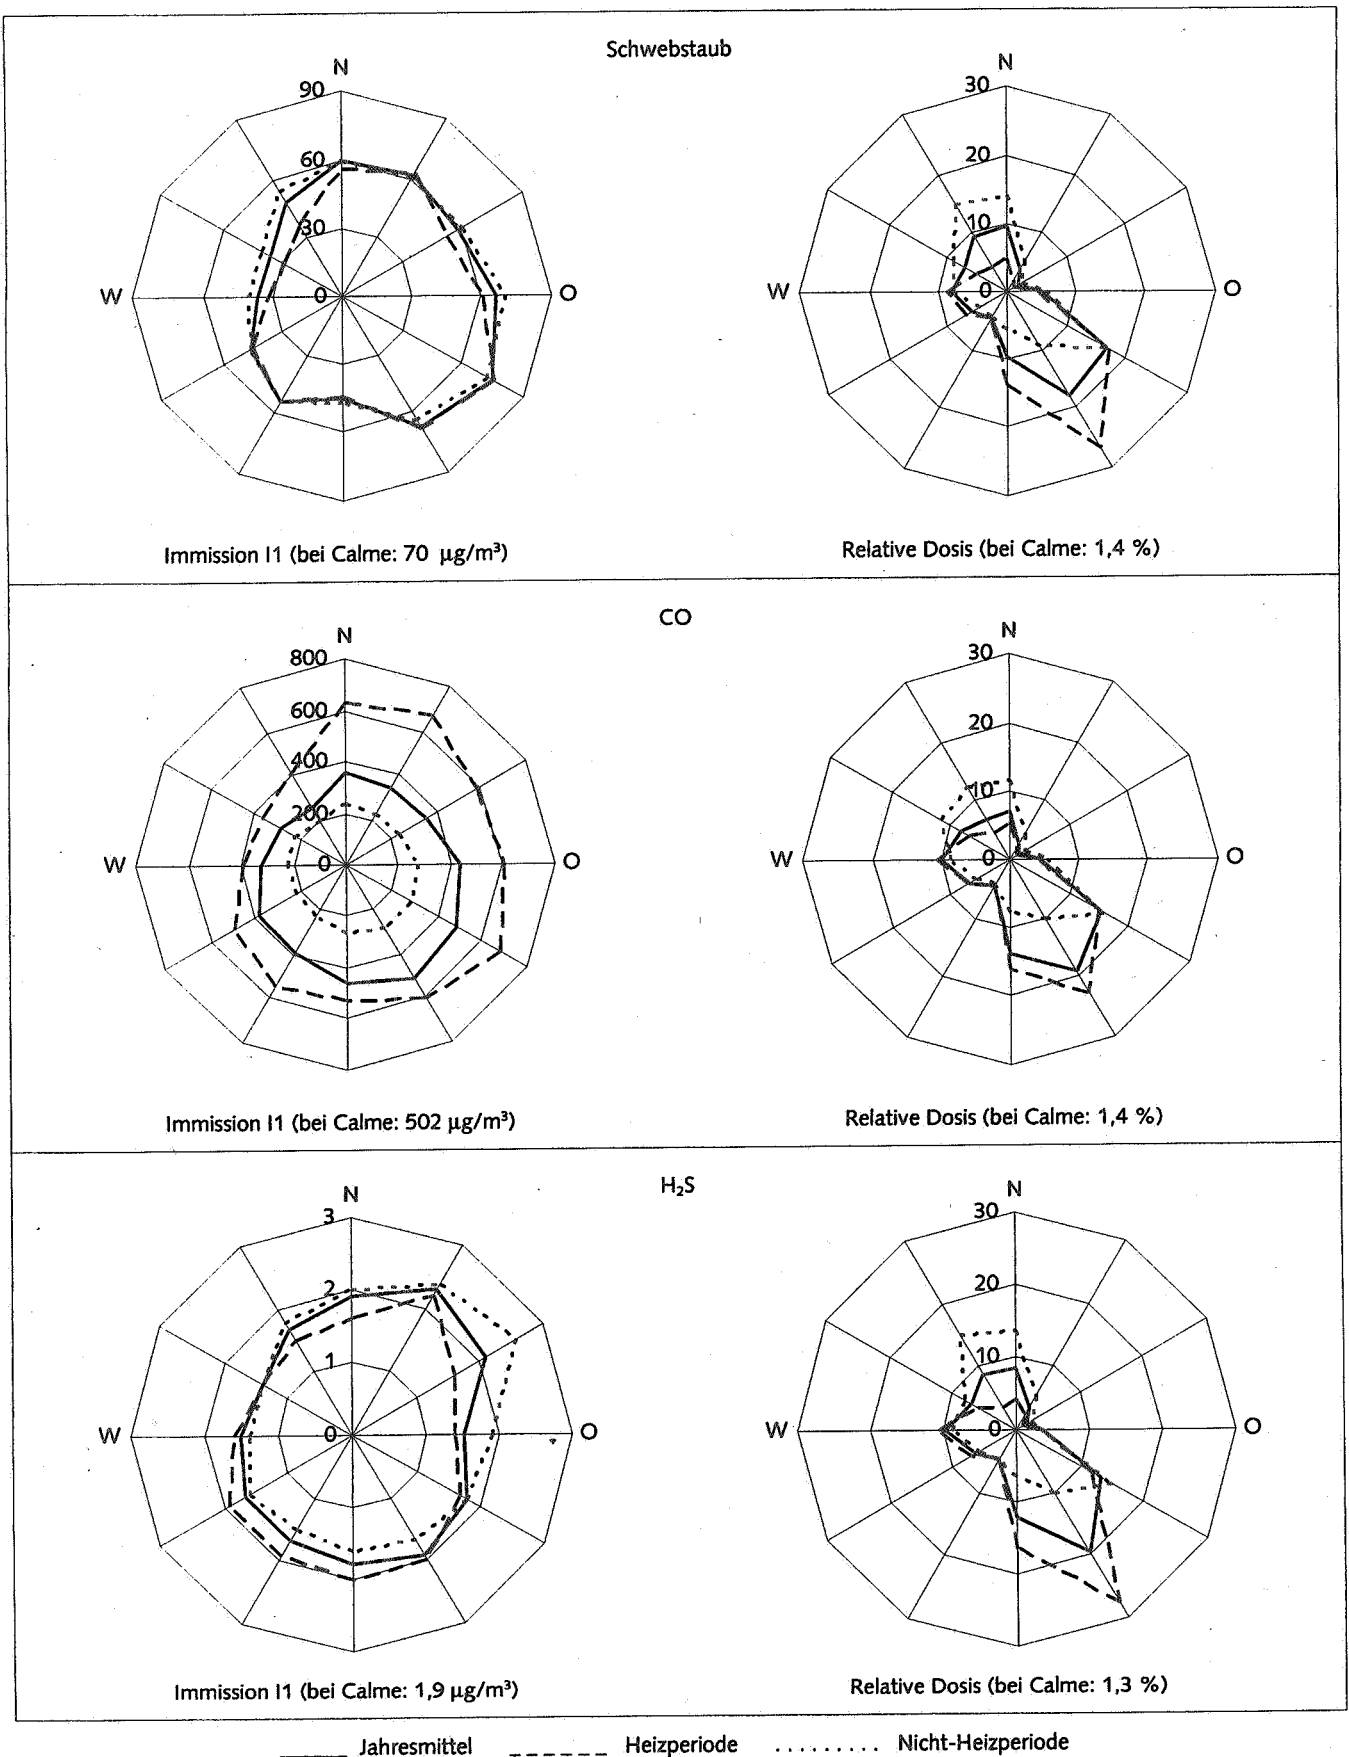 Schwebstaub
N
90
60
30
0
W
O
N
30
20
10
0
W
O
Immission I1 (bei Calme: 70 µg/m³)
Relative Dosis (bei Calme: 1,4 %)
CO
N
800
600
400
200
0
W
O
N
30
20
10
0
W
O
Immission I1 (bei Calme: 502 µg/m³)
Relative Dosis (bei Calme: 1,4 %)
H₂S
N
3
2
1
0
W
O
N
30
20
10
0
W
O
Immission I1 (bei Calme: 1,9 µg/m³)
Relative Dosis (bei Calme: 1,3 %)
Jahresmittel Heizperiode Nicht-Heizperiode